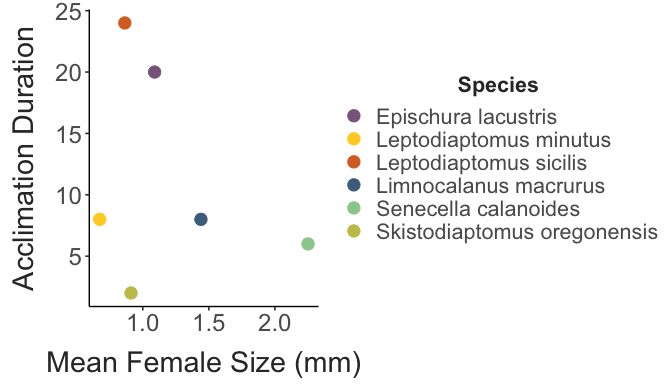 25
20
15
10
5
Acclimation Duration
1.0 1.5 2.0
Mean Female Size (mm)
Species
Epischura lacustris
Leptodiaptomus minutus
Leptodiaptomus sicilis
Limnocalanus macrurus
Senecella calanoides
Skistodiaptomus oregonensis